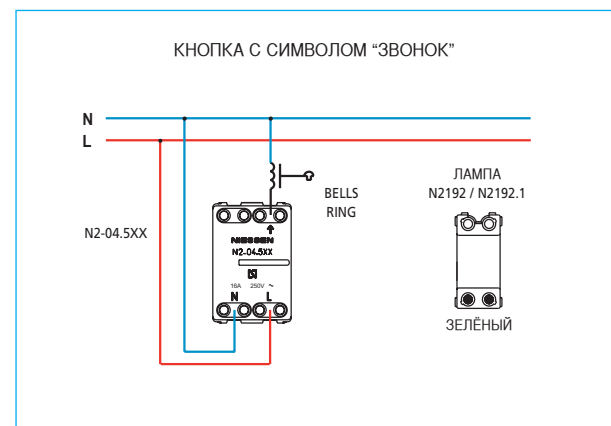 КНОПКА С СИМВОЛОМ “ЗВОНОК”
N
L
ЛАМПА
N2192 / N2192.1
BELLS
RING
N2-04.5XX
NIESSEN
N2-04.5XX
16A 250V ~
N L
ЗЕЛЁНЫЙ